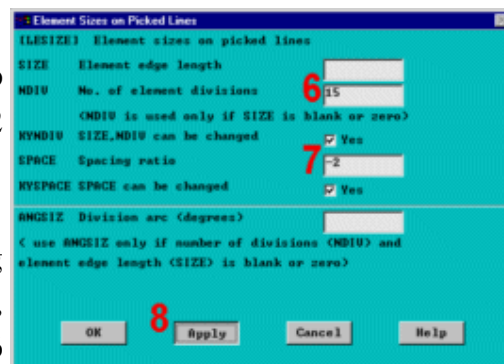 Element Sizes on Picked Lines
[LESIZE] Element sizes on picked lines
SIZE Element edge length
NDIV No. of element divisions 6 15
(NDIV is used only if SIZE is blank or zero)
KYNDIV SIZE,NDIV can be changed Yes
SPACE Spacing ratio 7 -2
KYSPACE SPACE can be changed Yes
ANGSIZ Division arc (degrees)
( use ANGSIZ only if number of divisions (NDIV) and
element edge length (SIZE) is blank or zero)
OK 8 Apply Cancel Help